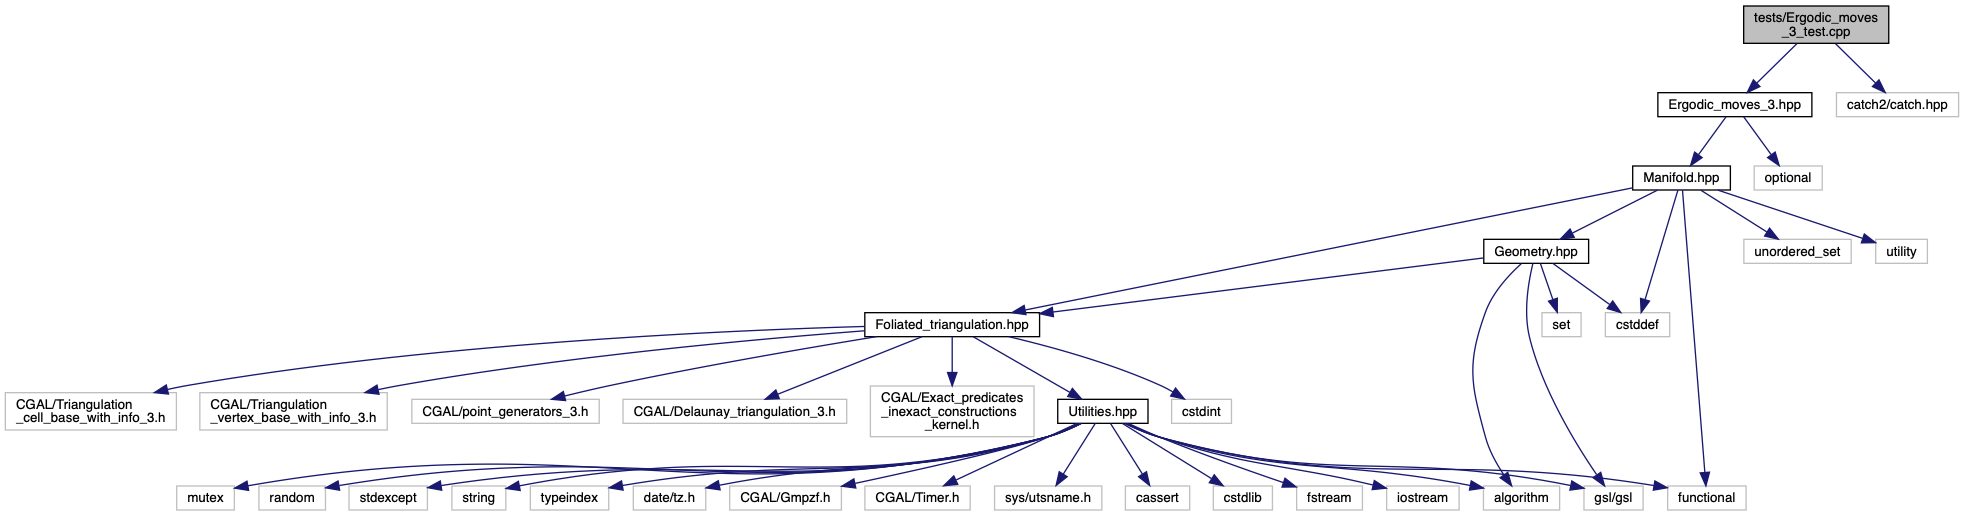 tests/Ergodic_moves
_3_test.cpp
Ergodic_moves_3.hpp
catch2/catch.hpp
Manifold.hpp
optional
Geometry.hpp
unordered_set
utility
Foliated_triangulation.hpp
set
cstddef
CGAL/Triangulation
_cell_base_with_info_3.h
CGAL/Triangulation
_vertex_base_with_info_3.h
CGAL/point_generators_3.h
CGAL/Delaunay_triangulation_3.h
CGAL/Exact_predicates
_inexact_constructions
_kernel.h
Utilities.hpp
cstdint
mutex
random
stdexcept
string
typeindex
date/tz.h
CGAL/Gmpzf.h
CGAL/Timer.h
sys/utsname.h
cassert
cstdlib
fstream
iostream
algorithm
gsl/gsl
functional